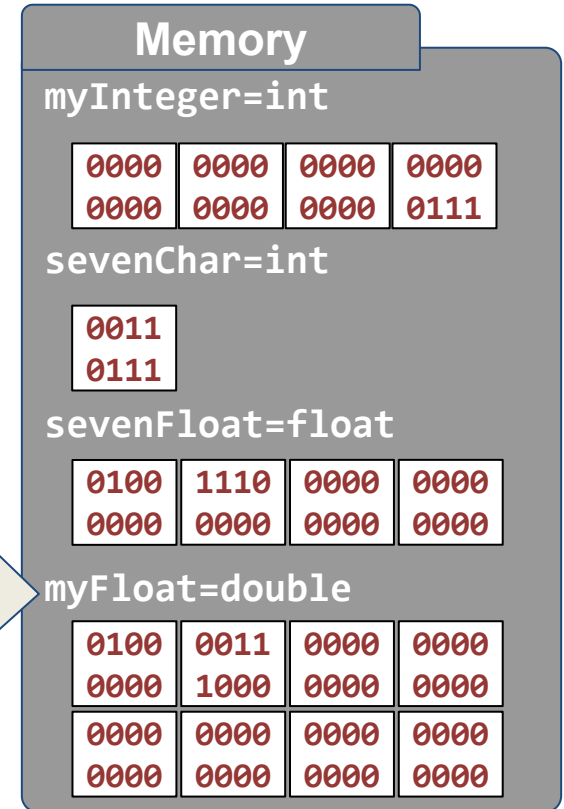 Memory
myInteger=int
0000 0000 0000 0000
0000 0000 0000 0111
sevenChar=int
0011
0111
sevenFloat=float
0100 1110 0000 0000
0000 0000 0000 0000
myFloat=double
0100 0011 0000 0000
0000 1000 0000 0000
0000 0000 0000 0000
0000 0000 0000 0000